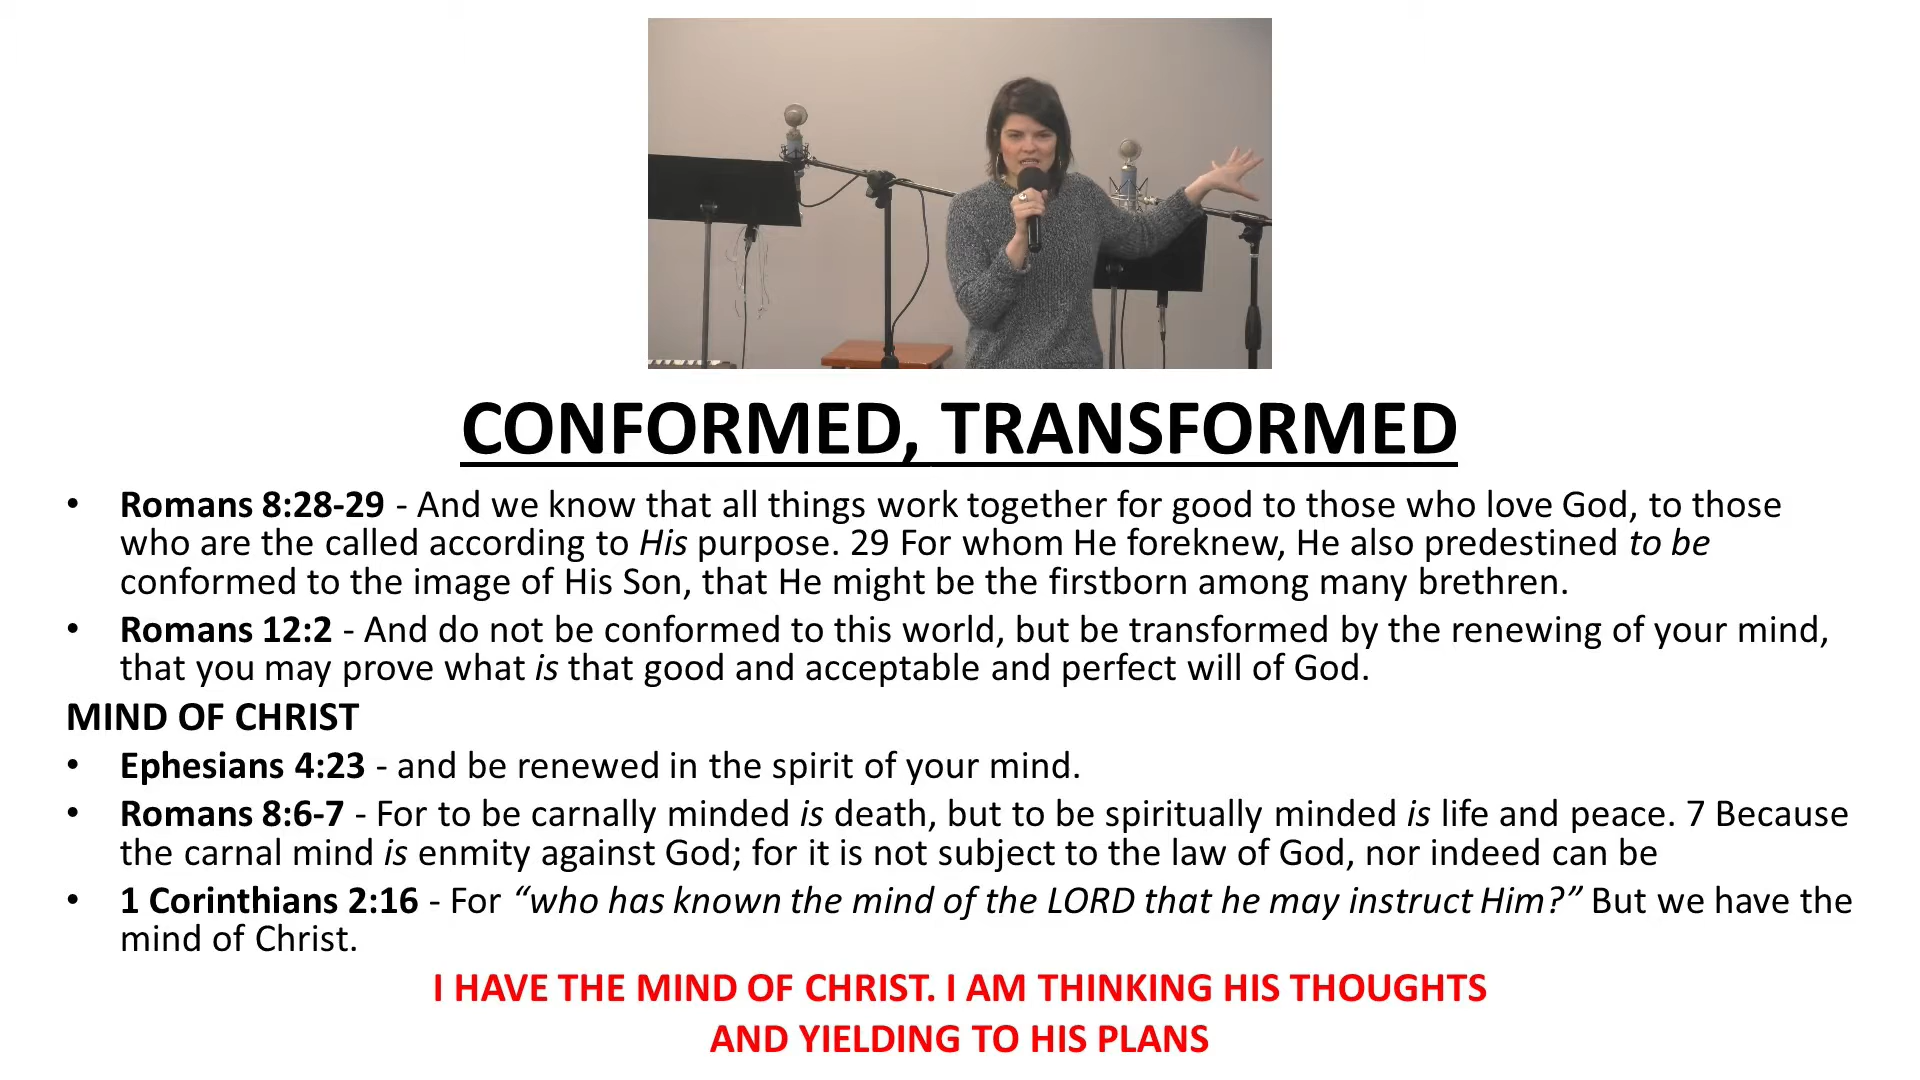 CONFORMED, TRANSFORMED
• Romans 8:28-29 - And we know that all things work together for good to those who love God, to those
who are the called according to His purpose. 29 For whom He foreknew, He also predestined to be
conformed to the image of His Son, that He might be the firstborn among many brethren.
• Romans 12:2 - And do not be conformed to this world, but be transformed by the renewing of your mind,
that you may prove what is that good and acceptable and perfect will of God.
MIND OF CHRIST
• Ephesians 4:23 - and be renewed in the spirit of your mind.
• Romans 8:6-7 - For to be carnally minded is death, but to be spiritually minded is life and peace. 7 Because
the carnal mind is enmity against God; for it is not subject to the law of God, nor indeed can be
• 1 Corinthians 2:16 - For “who has known the mind of the LORD that he may instruct Him?” But we have the
mind of Christ.
I HAVE THE MIND OF CHRIST. I AM THINKING HIS THOUGHTS
AND YIELDING TO HIS PLANS